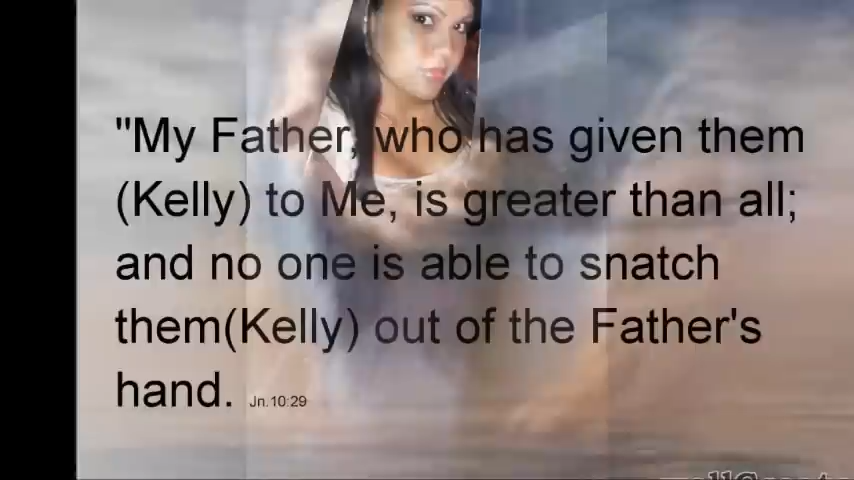 "My Father, who has given them
(Kelly) to Me, is greater than all;
and no one is able to snatch
them(Kelly) out of the Father's
hand. Jn.10:29